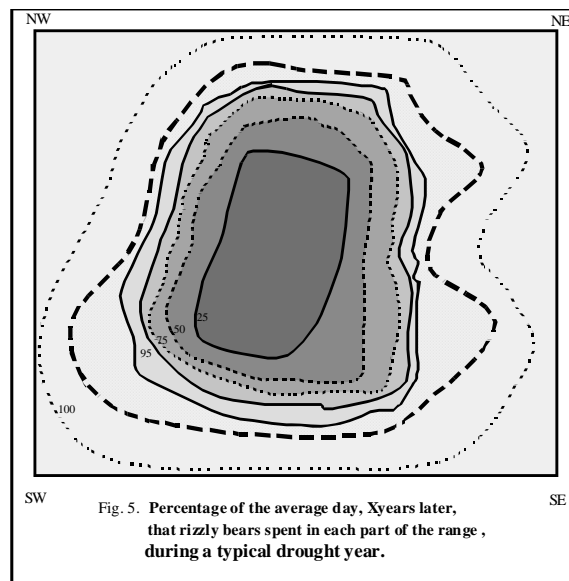 NW NE
25
50
75
95
100
SW SE
Fig. 5. Percentage of the average day, Xyears later,
that rizzly bears spent in each part of the range ,
during a typical drought year.